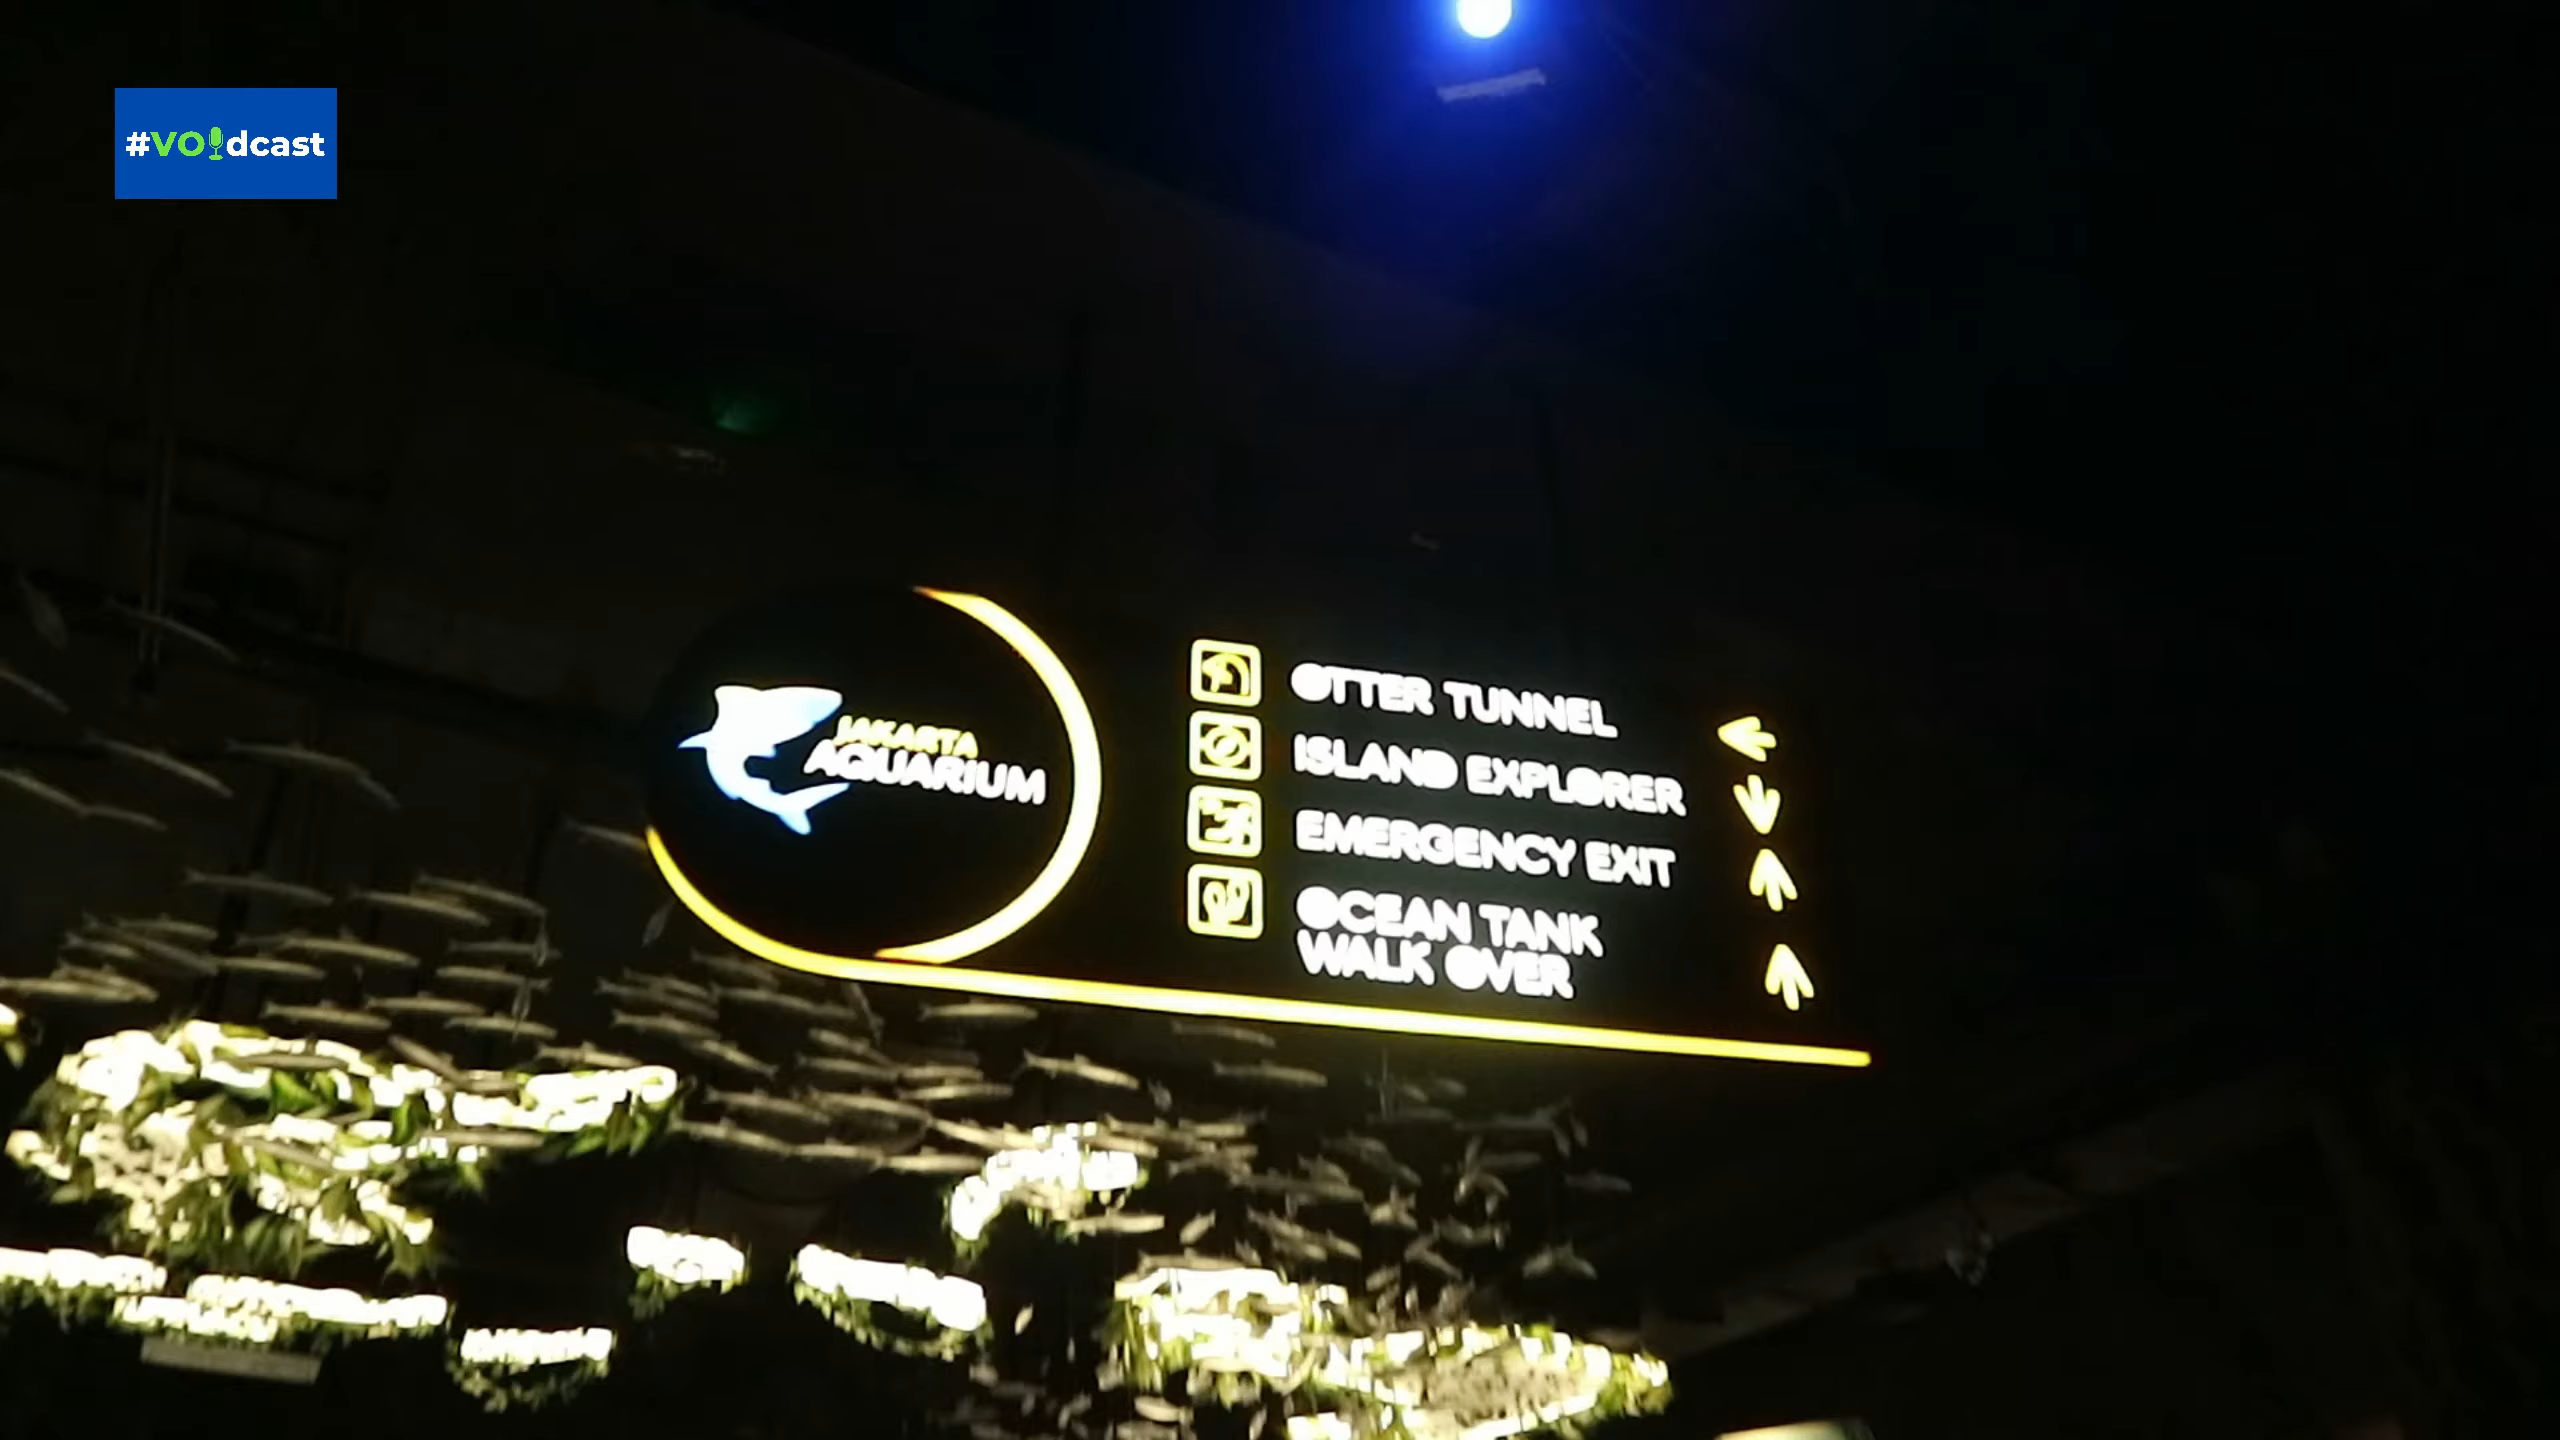 #VOIdcast
JAKARTA
AQUARIUM
OTTER TUNNEL
ISLAND EXPLORER
EMERGENCY EXIT
OCEAN TANK
WALK OVER